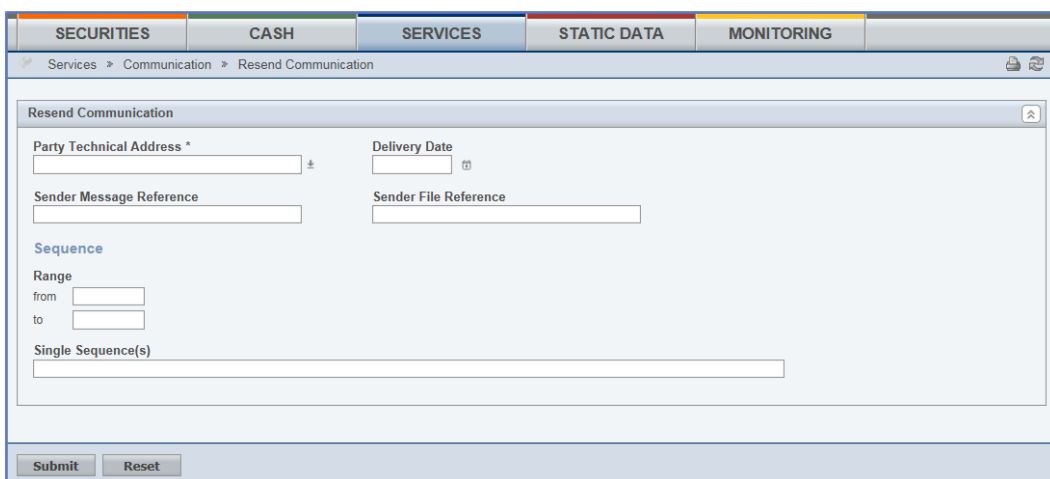 SECURITIES CASH SERVICES STATIC DATA MONITORING
Services » Communication » Resend Communication
Resend Communication
Party Technical Address * Delivery Date
Sender Message Reference Sender File Reference
Sequence
Range
from
to
Single Sequence(s)
Submit Reset